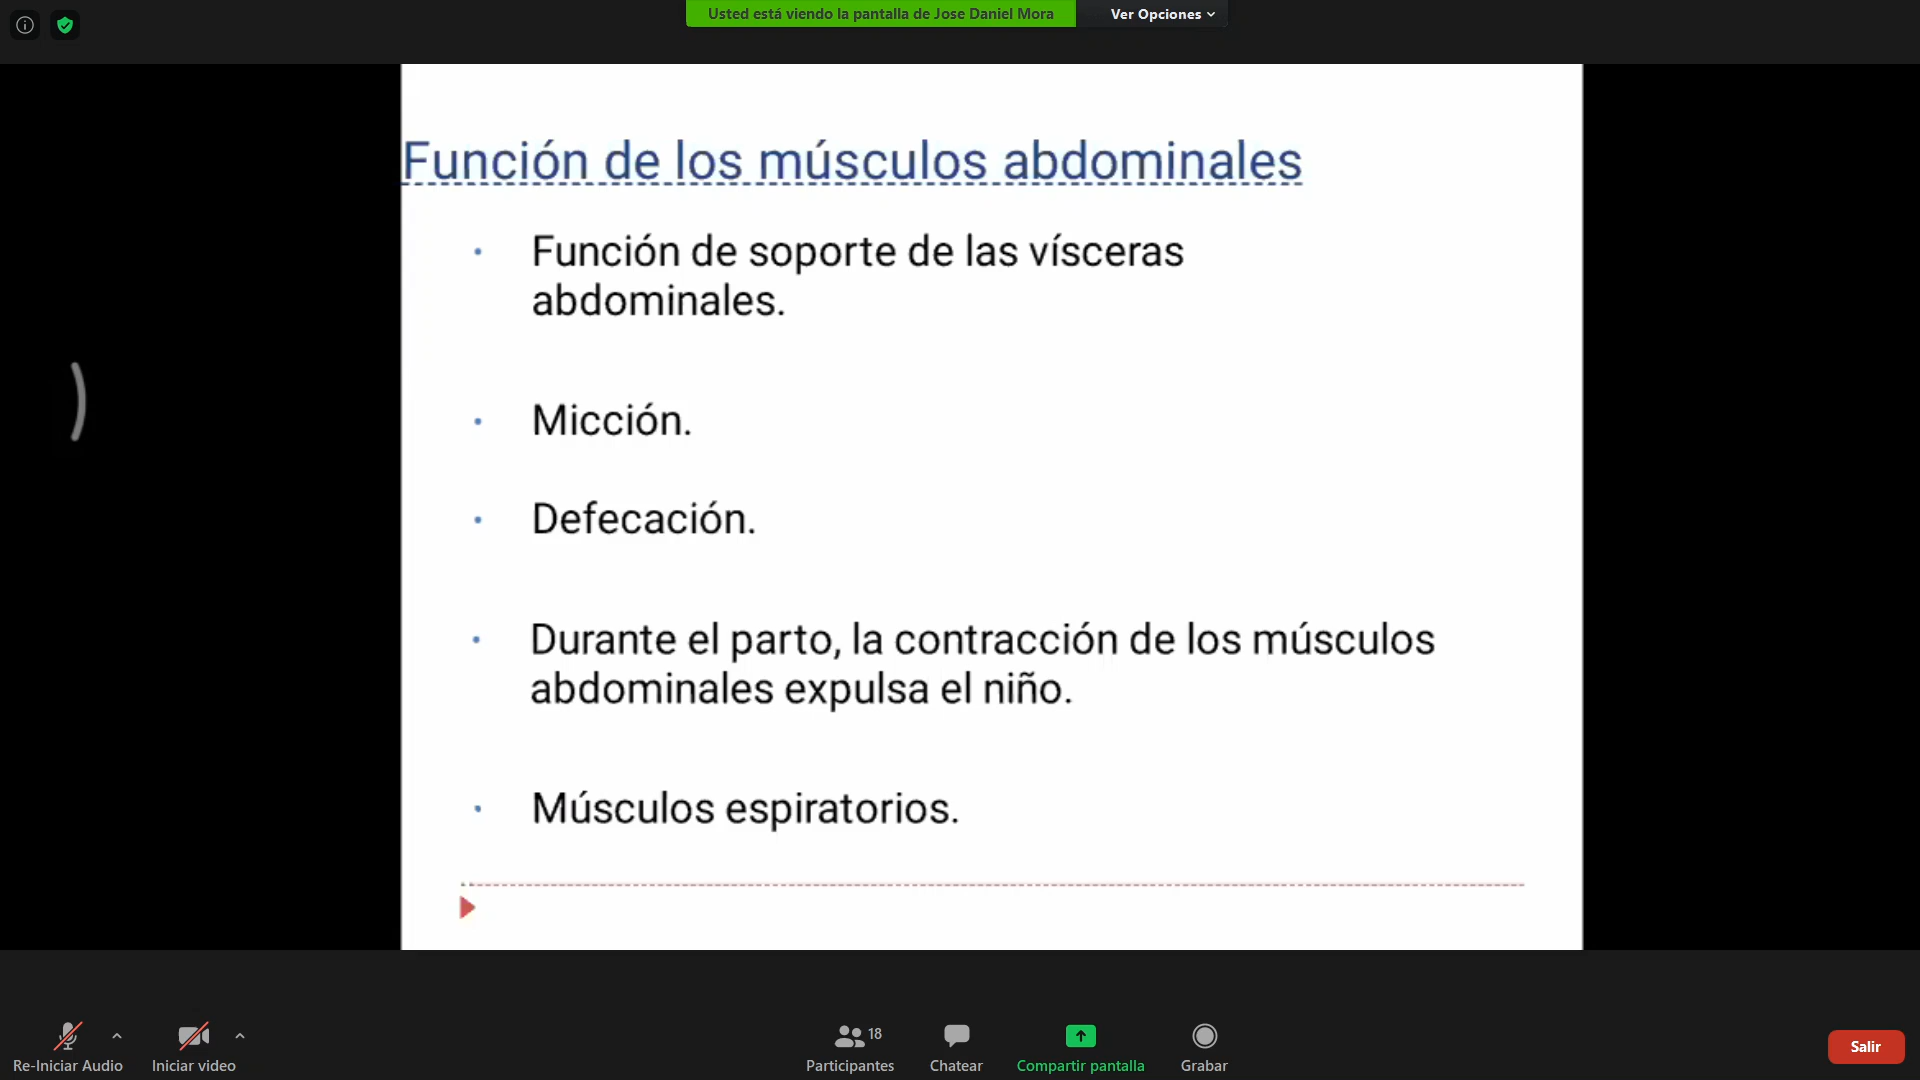 Usted está viendo la pantalla de Jose Daniel Mora
Ver Opciones
Función de los músculos abdominales
· Función de soporte de las vísceras
abdominales.
· Micción.
· Defecación.
· Durante el parto, la contracción de los músculos
abdominales expulsa el niño.
· Músculos espiratorios.
Re-Iniciar Audio
Iniciar video
18
Participantes
Chatear
Compartir pantalla
Grabar
Salir